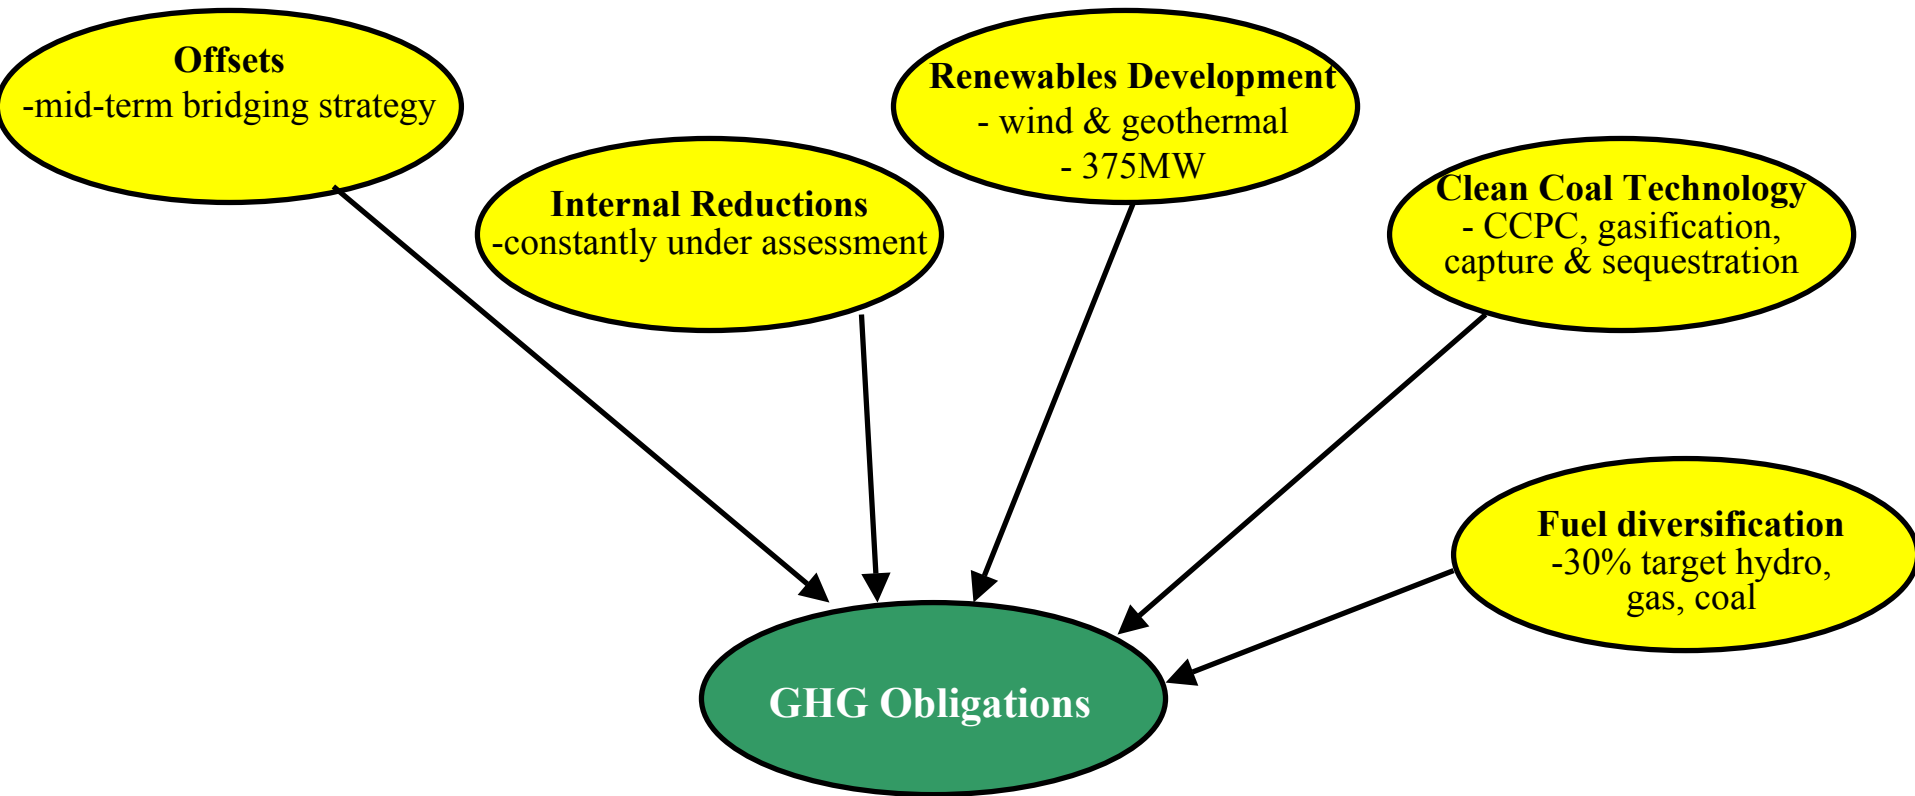 Offsets
-mid-term bridging strategy
Internal Reductions
-constantly under assessment
Renewables Development
- wind & geothermal
- 375MW
Clean Coal Technology
- CCPC, gasification,
capture & sequestration
Fuel diversification
-30% target hydro,
gas, coal
GHG Obligations